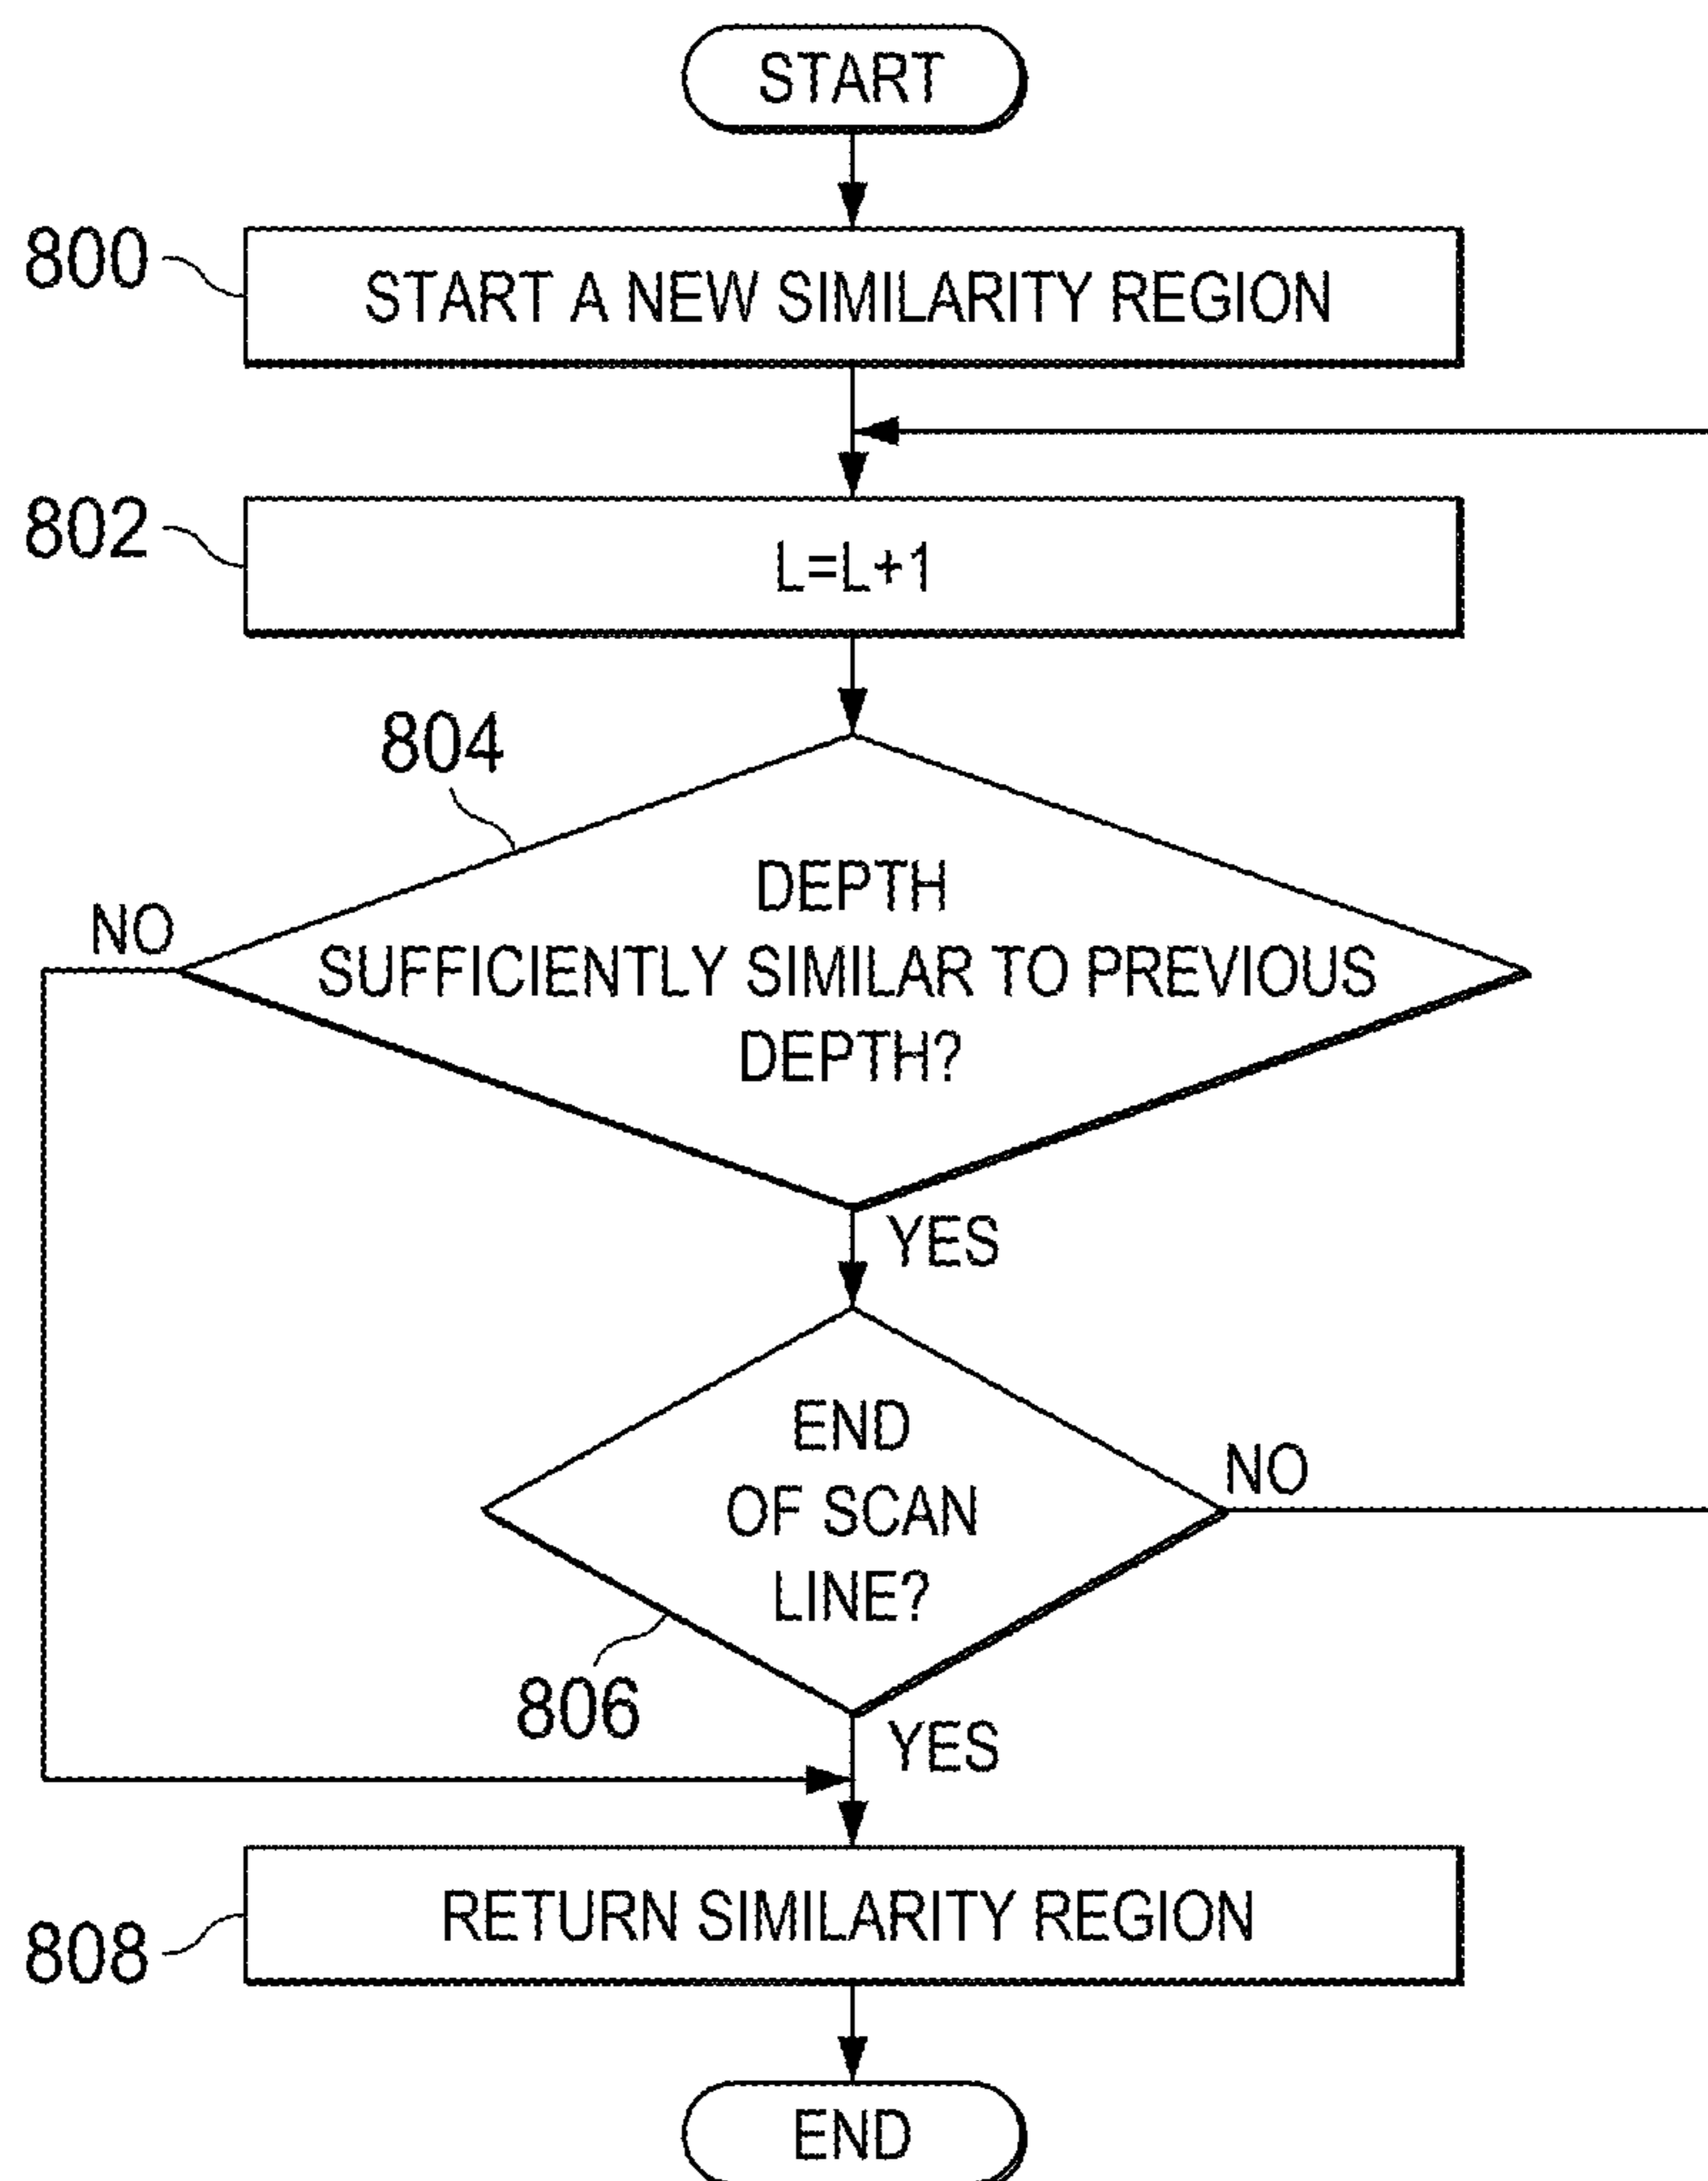 START
800
START A NEW SIMILARITY REGION
802
L=L+1
804
DEPTH
SUFFICIENTLY SIMILAR TO PREVIOUS
DEPTH?
NO
YES
END
OF SCAN
LINE?
NO
806
YES
RETURN SIMILARITY REGION
808
END